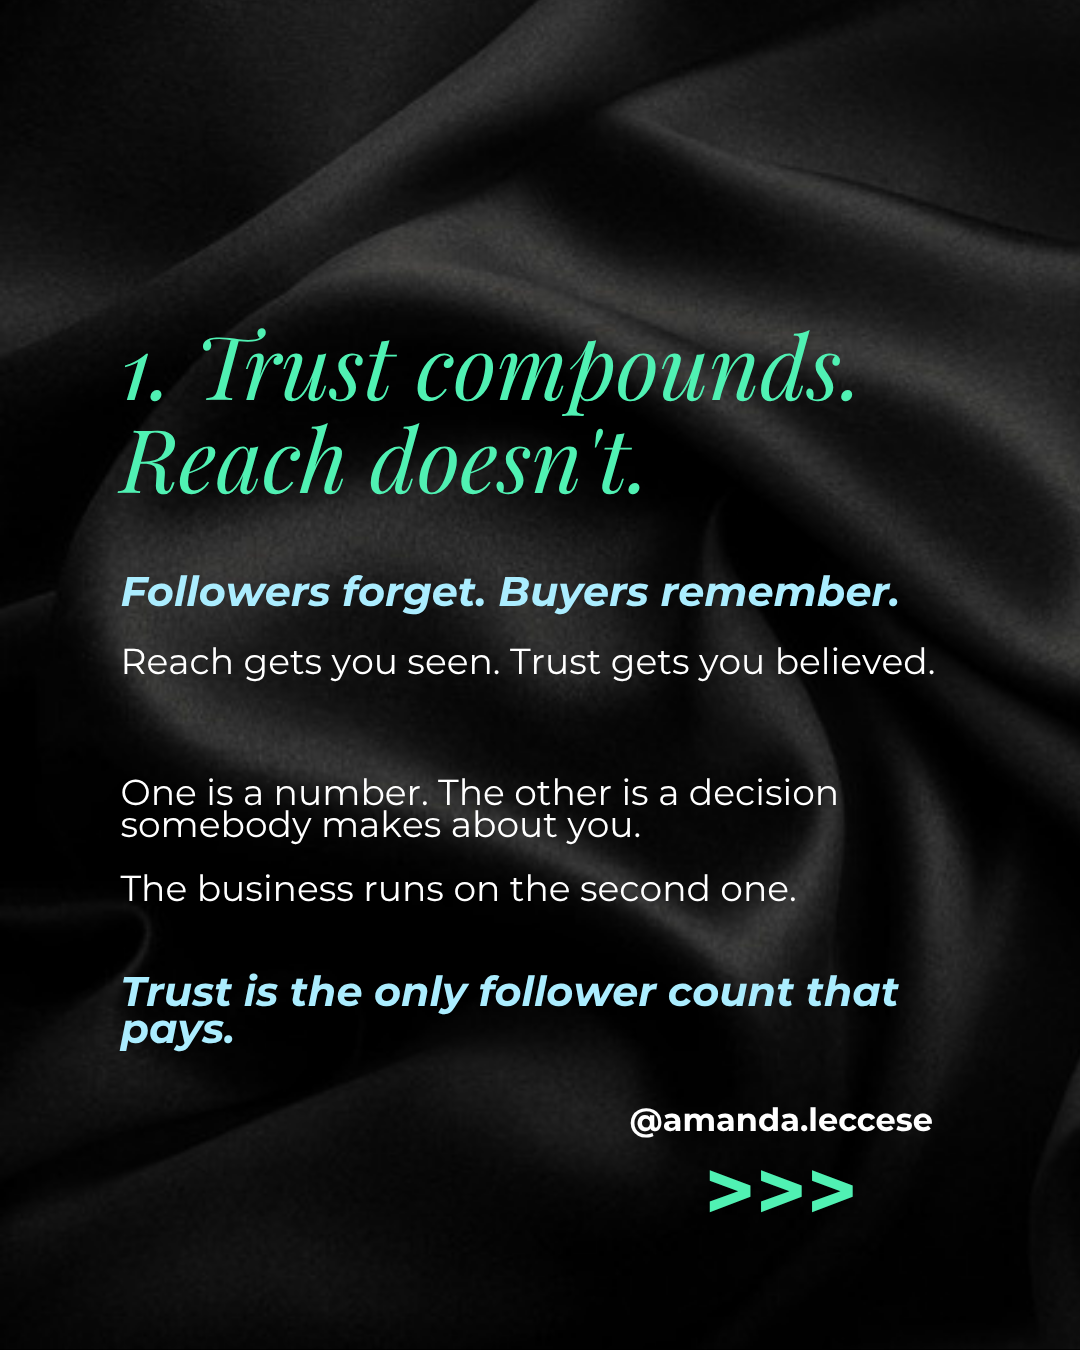 1. Trust compounds.
Reach doesn't.
Followers forget. Buyers remember.
Reach gets you seen. Trust gets you believed.
One is a number. The other is a decision
somebody makes about you.
The business runs on the second one.
Trust is the only follower count that
pays.
@amanda.leccese
>>>